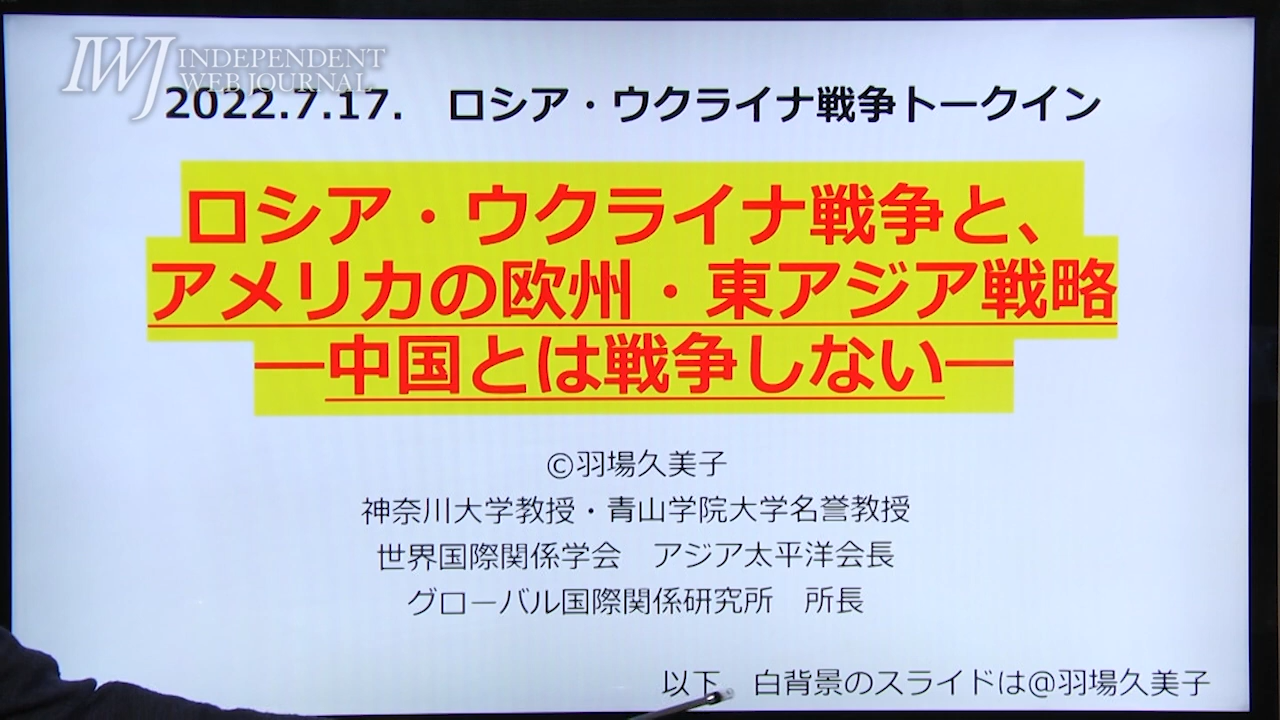 IWJ INDEPENDENT
WEB JOURNAL
2022.7.17. ロシア・ウクライナ戦争トークイン
ロシア・ウクライナ戦争と、
アメリカの欧州・東アジア戦略
―中国とは戦争しない―
©羽場久美子
神奈川大学教授・青山学院大学名誉教授
世界国際関係学会 アジア太平洋会長
グローバル国際関係研究所 所長
以下 白背景のスライドは@羽場久美子